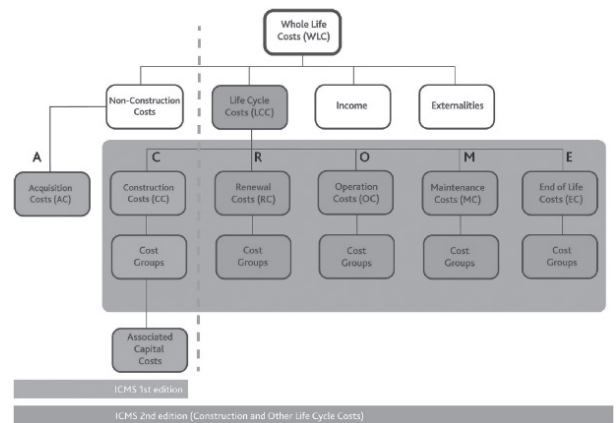 Whole Life
Costs (WLC)
Non-Construction
Costs
Life Cycle
Costs (LCC)
Income
Externalities
A
C
R
O
M
E
Acquisition
Costs (AC)
Construction
Costs (CC)
Renewal
Costs (RC)
Operation
Costs (OC)
Maintenance
Costs (MC)
End of Life
Costs (EC)
Cost
Groups
Cost
Groups
Cost
Groups
Cost
Groups
Cost
Groups
Associated
Capital
Costs
ICMS 1st edition
ICMS 2nd edition (Construction and Other Life Cycle Costs)